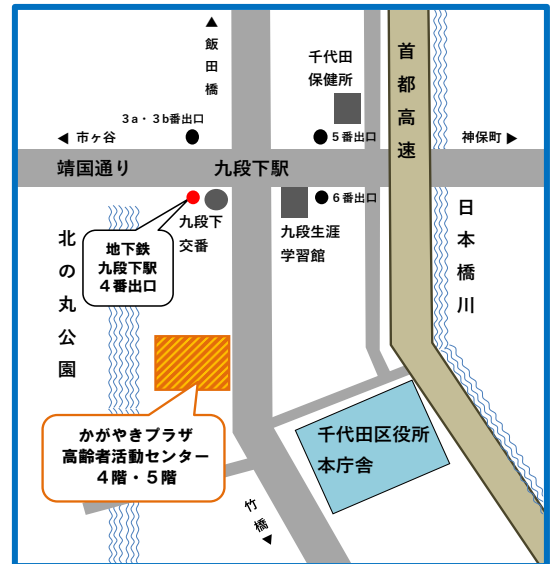 ▲
飯田橋
千代田
保健所
首都高速
3a・3b番出口
◀ 市ヶ谷
5番出口
神保町 ▶
靖国通り
九段下駅
6番出口
九段下
交番
九段生涯
学習館
日本橋川
北の丸公園
地下鉄
九段下駅
4番出口
かがやきプラザ
高齢者活動センター
4階・5階
千代田区役所
本庁舎
竹橋
▼